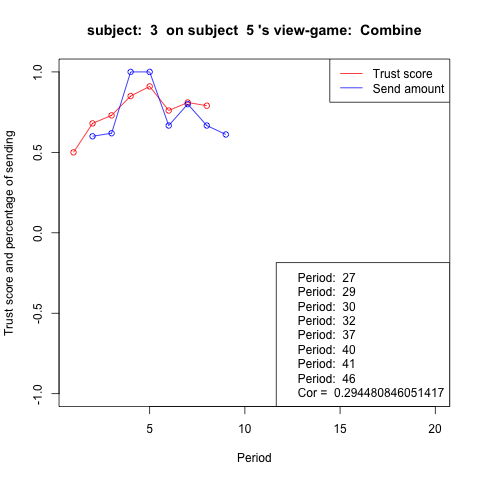 subject:  3  on subject  5 's view-game:  Combine
Trust score
Send amount
Trust score and percentage of sending
1.0
0.5
0.0
-0.5
-1.0
Period:  27
Period:  29
Period:  30
Period:  32
Period:  37
Period:  40
Period:  41
Period:  46
Cor =  0.294480846051417
5
10
15
20
Period